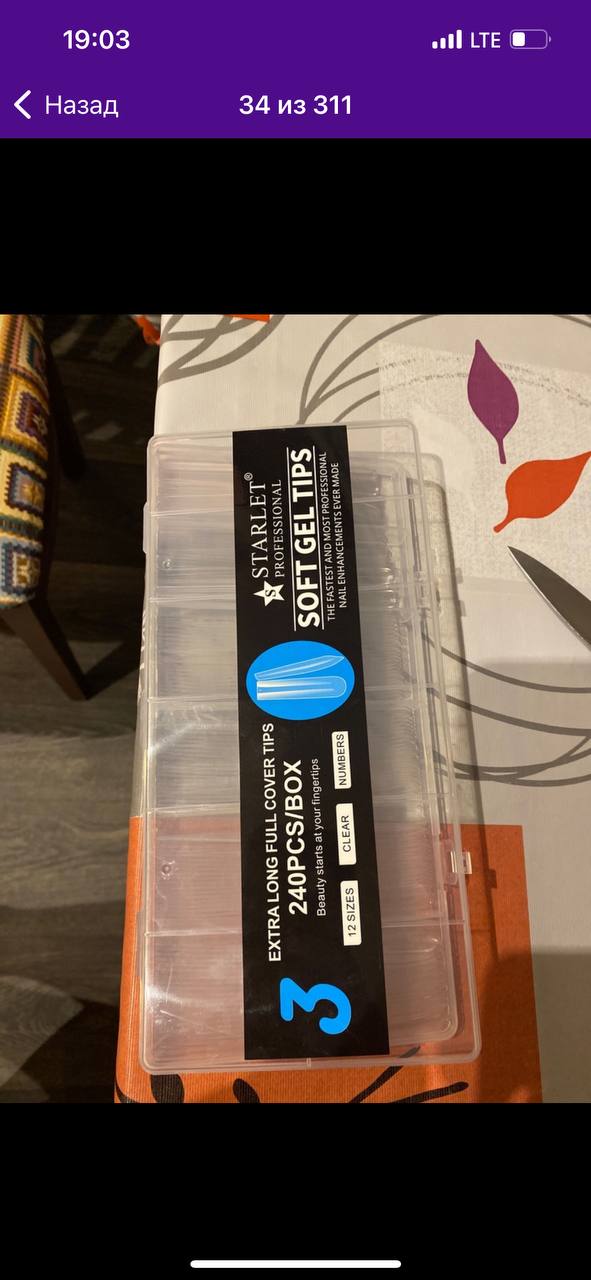 19:03
LTE
Назад
34 из 311
STARLET®
PROFESSIONAL
SOFT GEL TIPS
THE FASTEST AND MOST PROFESSIONAL
NAIL ENHANCEMENTS EVER MADE
EXTRA LONG FULL COVER TIPS
240PCS/BOX
Beauty starts at your fingertips
12 SIZES
CLEAR
NUMBERS
3